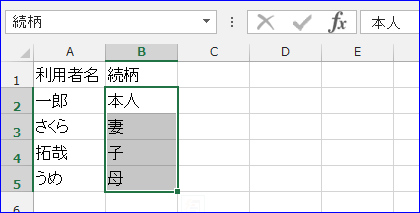 続柄 fx 本人
A B C D E
1 利用者名 続柄
2 一郎 本人
3 さくら 妻
4 拓哉 子
5 うめ 母
6